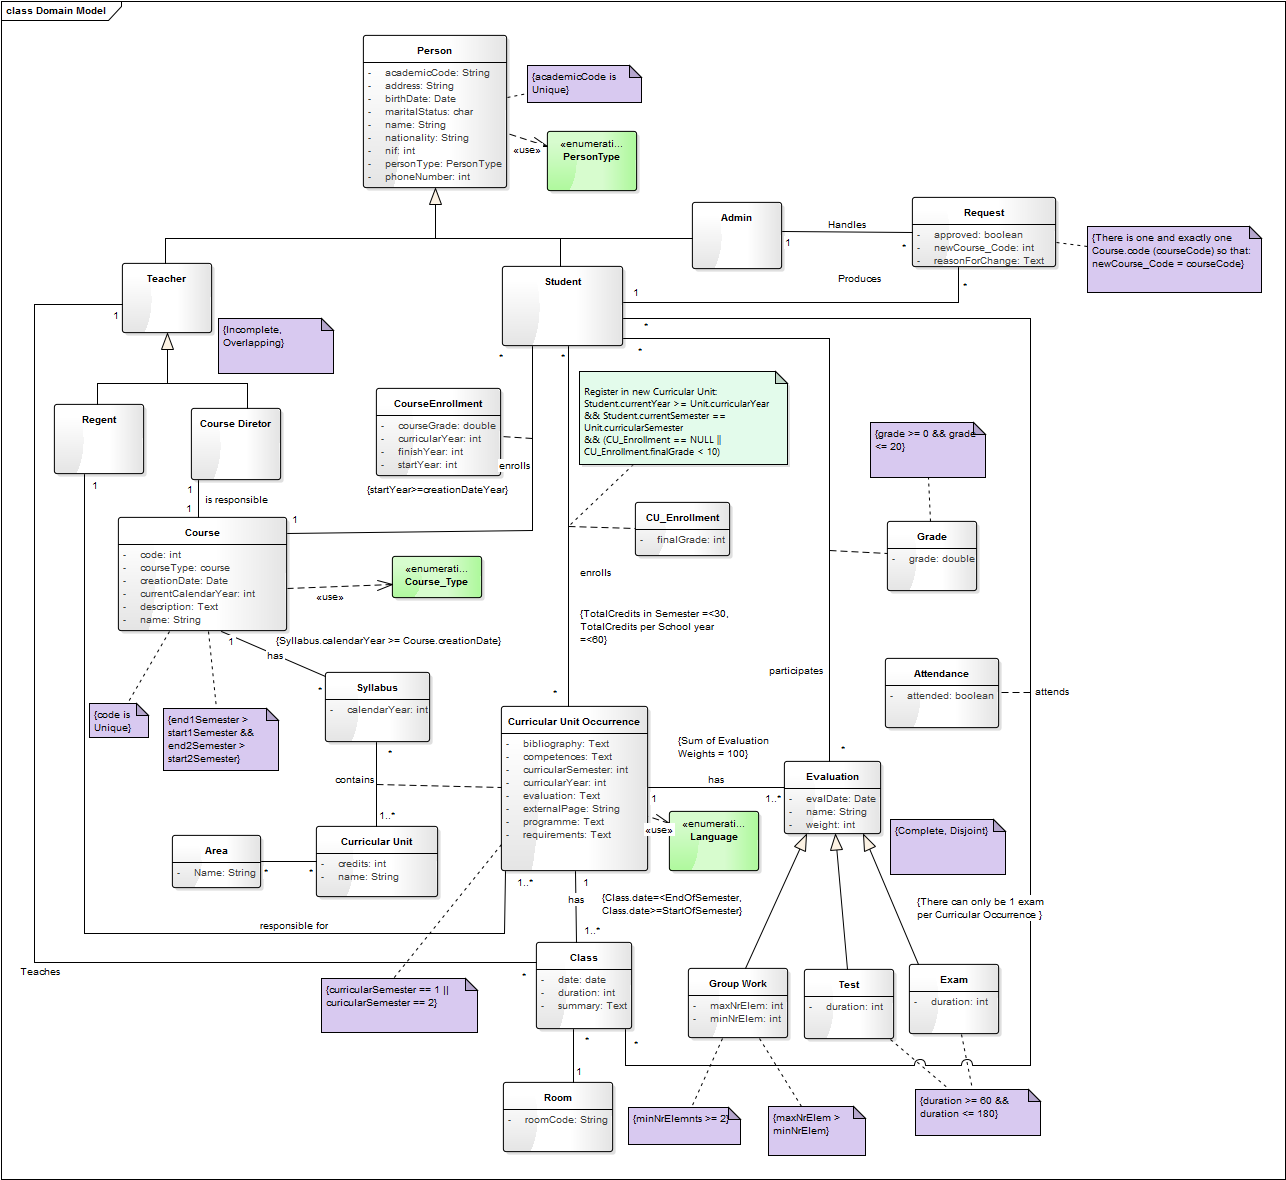 class Domain Model
Person
- academicCode: String
- address: String
- birthDate: Date
- maritalStatus: char
- name: String
- nationality: String
- nif: int
- personType: PersonType
- phoneNumber: int
{academicCode is
Unique}
«use»
«enumerati...
PersonType
Admin
1
Handles
*
Request
- approved: boolean
- newCourse_Code: int
- reasonForChange: Text
{There is one and exactly one
Course.code (courseCode) so that:
newCourse_Code = courseCode}
Produces
*
1
Teacher
1
Student
*
*
*
*
{Incomplete,
Overlapping}
Regent
1
Course Diretor
1
is responsible
1
CourseEnrollment
- courseGrade: double
- curricularYear: int
- finishYear: int
- startYear: int
enrolls
{startYear>=creationDateYear}
1
Register in new Curricular Unit:
Student.currentYear >= Unit.curricularYear
&& Student.currentSemester ==
Unit.curricularSemester
&& (CU_Enrollment == NULL ||
CU_Enrollment.finalGrade < 10)
{grade >= 0 && grade
<= 20}
CU_Enrollment
- finalGrade: int
Grade
- grade: double
Course
- code: int
- courseType: course
- creationDate: Date
- currentCalendarYear: int
- description: Text
- name: String
«use»
«enumerati...
Course_Type
enrolls
{TotalCredits in Semester =<30,
TotalCredits per School year
=<60}
1
has
{Syllabus.calendarYear >= Course.creationDate}
*
Syllabus
- calendarYear: int
*
{code is
Unique}
{end1Semester >
start1Semester &&
end2Semester >
start2Semester}
participates
Attendance
- attended: boolean
attends
*
Curricular Unit Occurrence
- bibliography: Text
- competences: Text
- curricularSemester: int
- curricularYear: int
- evaluation: Text
- externalPage: String
- programme: Text
- requirements: Text
{Sum of Evaluation
Weights = 100}
has
1
1..*
*
Evaluation
- evalDate: Date
- name: String
- weight: int
«use»
«enumerati...
Language
{Complete, Disjoint}
contains
1..*
Area
- Name: String
*
*
Curricular Unit
- credits: int
- name: String
1..*
1
has
{Class.date=<EndOfSemester,
Class.date>=StartOfSemester}
1..*
{There can only be 1 exam
per Curricular Occurrence }
responsible for
Teaches
*
Class
- date: date
- duration: int
- summary: Text
*
*
{curricularSemester == 1 ||
curicularSemester == 2}
Group Work
- maxNrElem: int
- minNrElem: int
Test
- duration: int
Exam
- duration: int
1
Room
- roomCode: String
{minNrElemnts >= 2}
{maxNrElem >
minNrElem}
{duration >= 60 &&
duration <= 180}